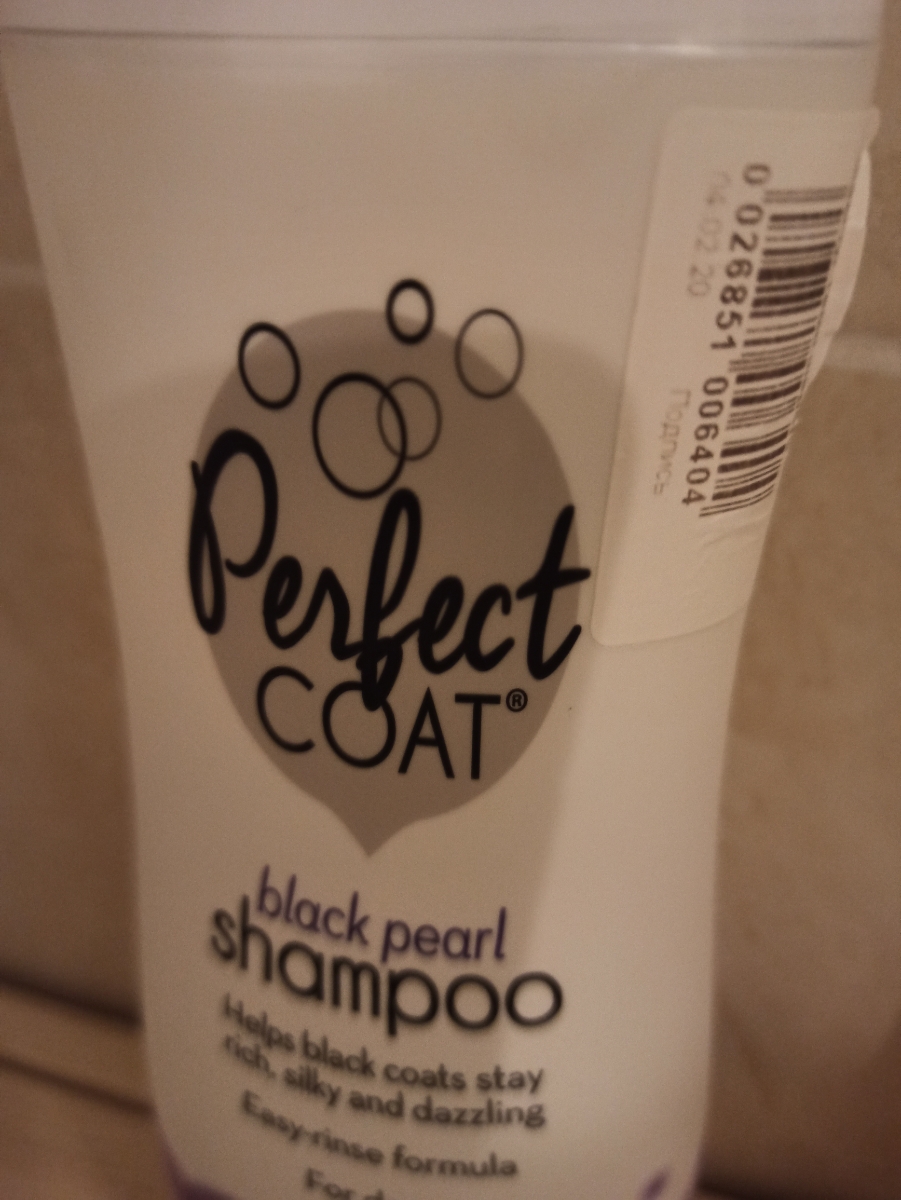 Perfect
COAT®
black pearl
shampoo
Helps black coats stay
rich, silky and dazzling
Easy-rinse formula
For
0 026851 006404
04 02 20
Подпись